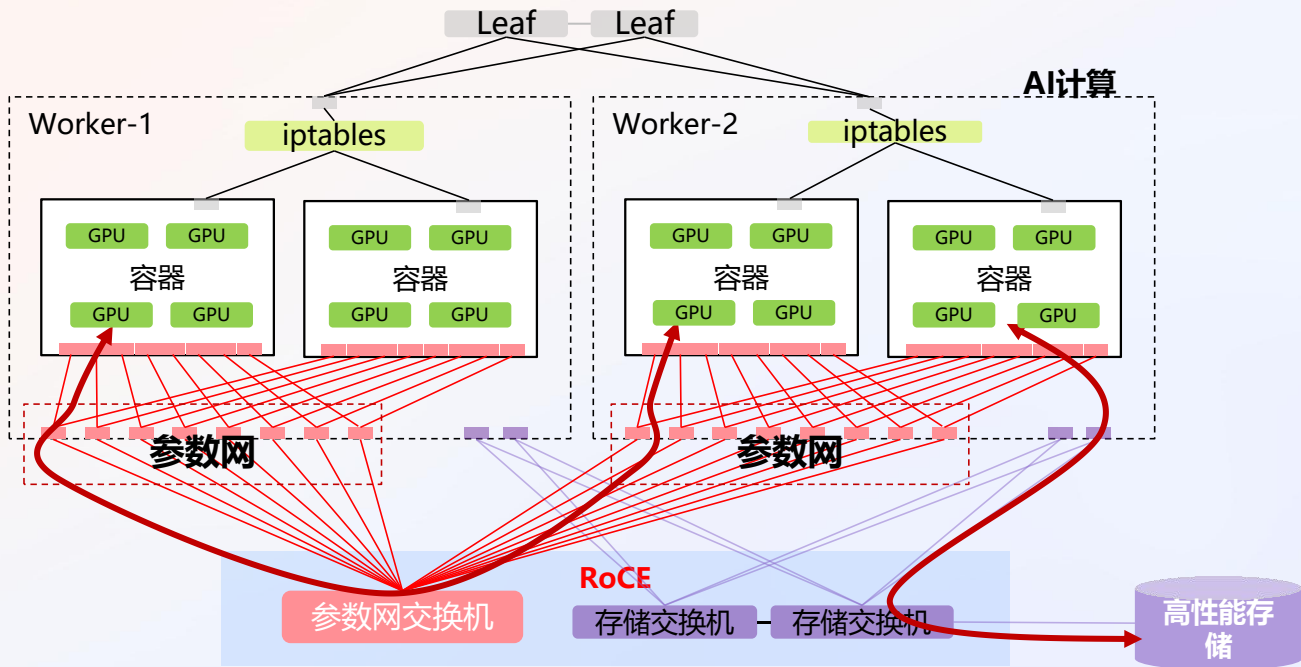 Leaf
Leaf
AI计算
Worker-1
iptables
Worker-2
iptables
GPU
GPU
容器
GPU
GPU
GPU
GPU
容器
GPU
GPU
GPU
GPU
容器
GPU
GPU
GPU
GPU
容器
GPU
GPU
参数网
参数网
RoCE
参数网交换机
存储交换机
存储交换机
高性能存
储